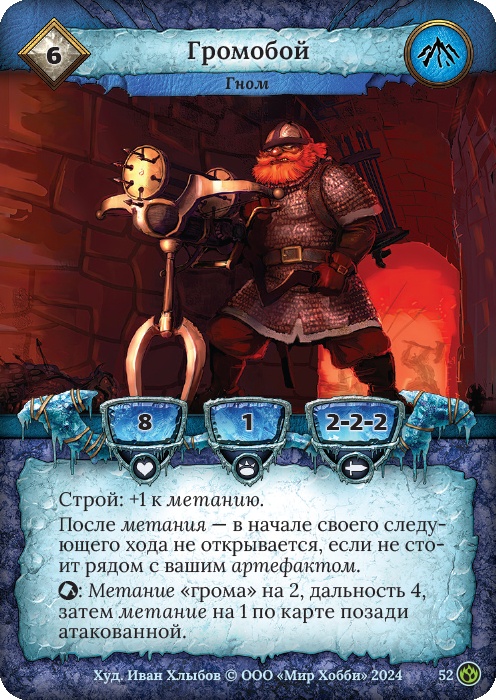 6
Громобой
Гном
8
1
2-2-2
Строй: +1 к метанию.
После метания — в начале своего следу-
ющего хода не открывается, если не сто-
ит рядом с вашим артефактом.
: Метание «грома» на 2, дальность 4,
затем метание на 1 по карте позади
атакованной.
Худ. Иван Хлыбов © ООО «Мир Хобби» 2024
52